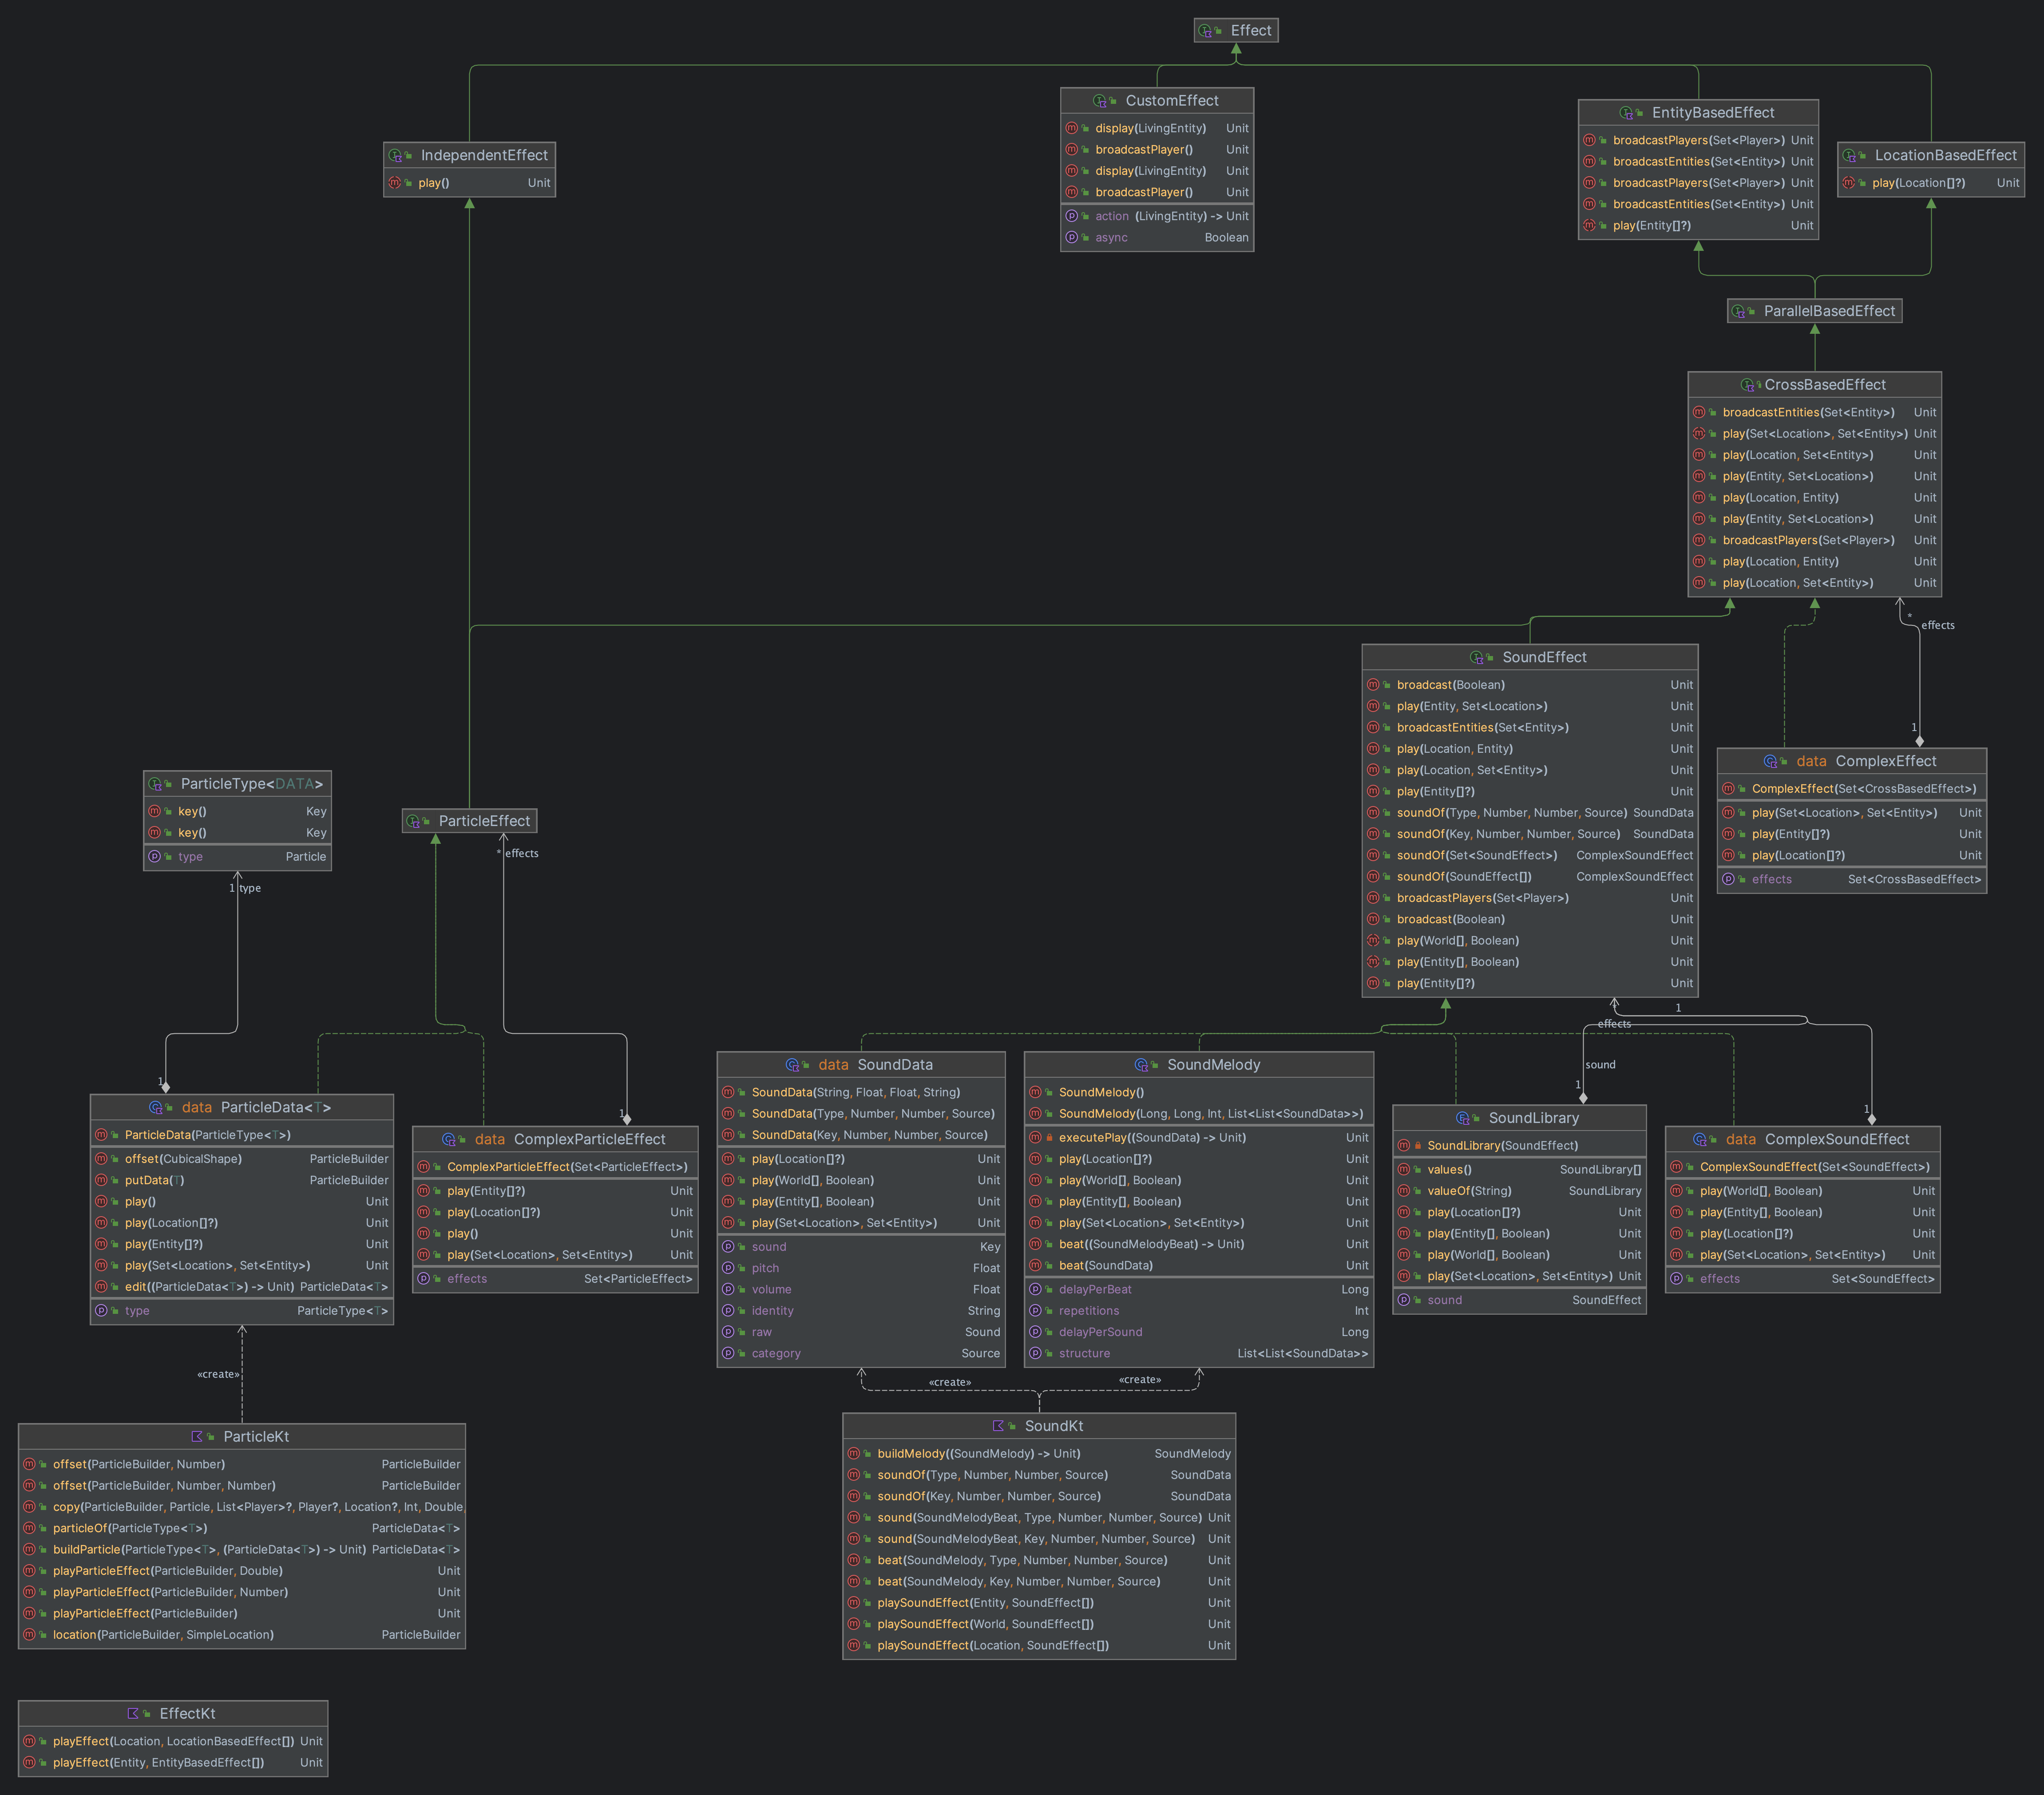 Effect
IndependentEffect
play() Unit
CustomEffect
display(LivingEntity) Unit
broadcastPlayer() Unit
display(LivingEntity) Unit
broadcastPlayer() Unit
action (LivingEntity) -> Unit
async Boolean
EntityBasedEffect
broadcastPlayers(Set<Player>) Unit
broadcastEntities(Set<Entity>) Unit
broadcastPlayers(Set<Player>) Unit
broadcastEntities(Set<Entity>) Unit
play(Entity[]?) Unit
LocationBasedEffect
play(Location[]?) Unit
ParallelBasedEffect
CrossBasedEffect
broadcastEntities(Set<Entity>) Unit
play(Set<Location>, Set<Entity>) Unit
play(Location, Set<Entity>) Unit
play(Entity, Set<Location>) Unit
play(Location, Entity) Unit
play(Entity, Set<Location>) Unit
broadcastPlayers(Set<Player>) Unit
play(Location, Entity) Unit
play(Location, Set<Entity>) Unit
*
effects
1
SoundEffect
broadcast(Boolean) Unit
play(Entity, Set<Location>) Unit
broadcastEntities(Set<Entity>) Unit
play(Location, Entity) Unit
play(Location, Set<Entity>) Unit
play(Entity[]?) Unit
soundOf(Type, Number, Number, Source) SoundData
soundOf(Key, Number, Number, Source) SoundData
soundOf(Set<SoundEffect>) ComplexSoundEffect
soundOf(SoundEffect[]) ComplexSoundEffect
broadcastPlayers(Set<Player>) Unit
broadcast(Boolean) Unit
play(World[], Boolean) Unit
play(Entity[], Boolean) Unit
play(Entity[]?) Unit
data ComplexEffect
ComplexEffect(Set<CrossBasedEffect>)
play(Set<Location>, Set<Entity>) Unit
play(Entity[]?) Unit
play(Location[]?) Unit
effects Set<CrossBasedEffect>
ParticleType<DATA>
key() Key
key() Key
type Particle
1 type
1
ParticleEffect
* effects
1
1
effects
sound
1
1
data ParticleData<T>
ParticleData(ParticleType<T>)
offset(CubicalShape) ParticleBuilder
putData(T) ParticleBuilder
play() Unit
play(Location[]?) Unit
play(Entity[]?) Unit
play(Set<Location>, Set<Entity>) Unit
edit((ParticleData<T>) -> Unit) ParticleData<T>
type ParticleType<T>
data ComplexParticleEffect
ComplexParticleEffect(Set<ParticleEffect>)
play(Entity[]?) Unit
play(Location[]?) Unit
play() Unit
play(Set<Location>, Set<Entity>) Unit
effects Set<ParticleEffect>
data SoundData
SoundData(String, Float, Float, String)
SoundData(Type, Number, Number, Source)
SoundData(Key, Number, Number, Source)
play(Location[]?) Unit
play(World[], Boolean) Unit
play(Entity[], Boolean) Unit
play(Set<Location>, Set<Entity>) Unit
sound Key
pitch Float
volume Float
identity String
raw Sound
category Source
SoundMelody
SoundMelody()
SoundMelody(Long, Long, Int, List<List<SoundData>>)
executePlay((SoundData) -> Unit) Unit
play(Location[]?) Unit
play(World[], Boolean) Unit
play(Entity[], Boolean) Unit
play(Set<Location>, Set<Entity>) Unit
beat((SoundMelodyBeat) -> Unit) Unit
beat(SoundData) Unit
delayPerBeat Long
repetitions Int
delayPerSound Long
structure List<List<SoundData>>
SoundLibrary
SoundLibrary(SoundEffect)
values() SoundLibrary[]
valueOf(String) SoundLibrary
play(Location[]?) Unit
play(Entity[], Boolean) Unit
play(World[], Boolean) Unit
play(Set<Location>, Set<Entity>) Unit
sound SoundEffect
data ComplexSoundEffect
ComplexSoundEffect(Set<SoundEffect>)
play(World[], Boolean) Unit
play(Entity[], Boolean) Unit
play(Location[]?) Unit
play(Set<Location>, Set<Entity>) Unit
effects Set<SoundEffect>
«create»
«create»
«create»
ParticleKt
offset(ParticleBuilder, Number) ParticleBuilder
offset(ParticleBuilder, Number, Number) ParticleBuilder
copy(ParticleBuilder, Particle, List<Player>?, Player?, Location?, Int, Double,
particleOf(ParticleType<T>) ParticleData<T>
buildParticle(ParticleType<T>, (ParticleData<T>) -> Unit) ParticleData<T>
playParticleEffect(ParticleBuilder, Double) Unit
playParticleEffect(ParticleBuilder, Number) Unit
playParticleEffect(ParticleBuilder) Unit
location(ParticleBuilder, SimpleLocation) ParticleBuilder
SoundKt
buildMelody((SoundMelody) -> Unit) SoundMelody
soundOf(Type, Number, Number, Source) SoundData
soundOf(Key, Number, Number, Source) SoundData
sound(SoundMelodyBeat, Type, Number, Number, Source) Unit
sound(SoundMelodyBeat, Key, Number, Number, Source) Unit
beat(SoundMelody, Type, Number, Number, Source) Unit
beat(SoundMelody, Key, Number, Number, Source) Unit
playSoundEffect(Entity, SoundEffect[]) Unit
playSoundEffect(World, SoundEffect[]) Unit
playSoundEffect(Location, SoundEffect[]) Unit
EffectKt
playEffect(Location, LocationBasedEffect[]) Unit
playEffect(Entity, EntityBasedEffect[]) Unit